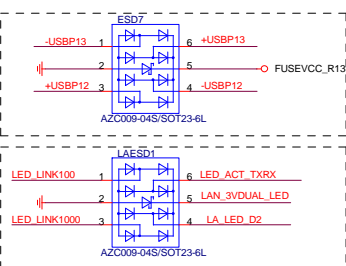 ESD7
-USBP13 1 6 +USBP13
2 5 FUSEVCC_R13
+USBP12 3 4 -USBP12
AZC009-04S/SOT23-6L
LAESD1
LED_LINK100 1 6 LED_ACT_TXRX
2 5 LAN_3VDUAL_LED
LED_LINK1000 3 4 LA_LED_D2
AZC009-04S/SOT23-6L